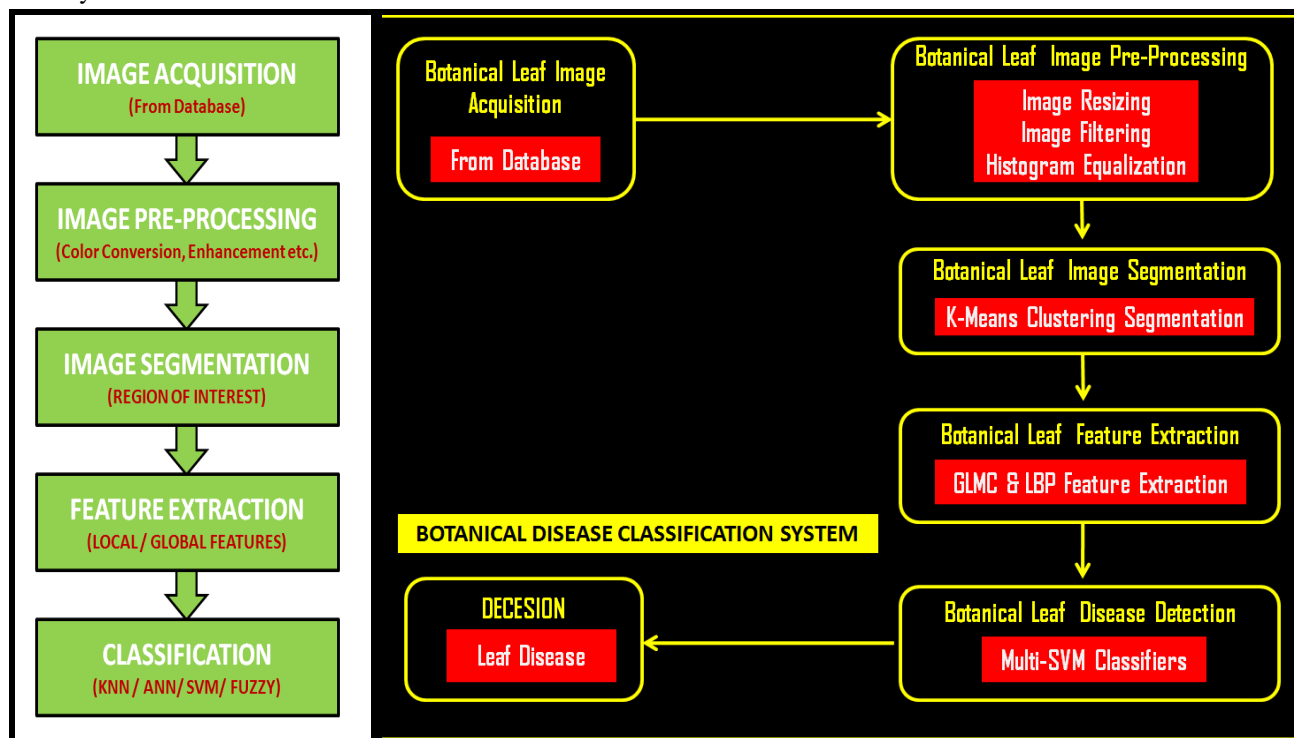 IMAGE ACQUISITION
(From Database)
IMAGE PRE-PROCESSING
(Color Conversion, Enhancement etc.)
IMAGE SEGMENTATION
(REGION OF INTEREST)
FEATURE EXTRACTION
(LOCAL / GLOBAL FEATURES)
CLASSIFICATION
(KNN / ANN/ SVM/ FUZZY)
Botanical Leaf Image
Acquisition
From Database
Botanical Leaf Image Pre-Processing
Image Resizing
Image Filtering
Histogram Equalization
Botanical Leaf Image Segmentation
K-Means Clustering Segmentation
Botanical Leaf Feature Extraction
GLMC & LBP Feature Extraction
BOTANICAL DISEASE CLASSIFICATION SYSTEM
Botanical Leaf Disease Detection
Multi-SVM Classifiers
DECESION
Leaf Disease